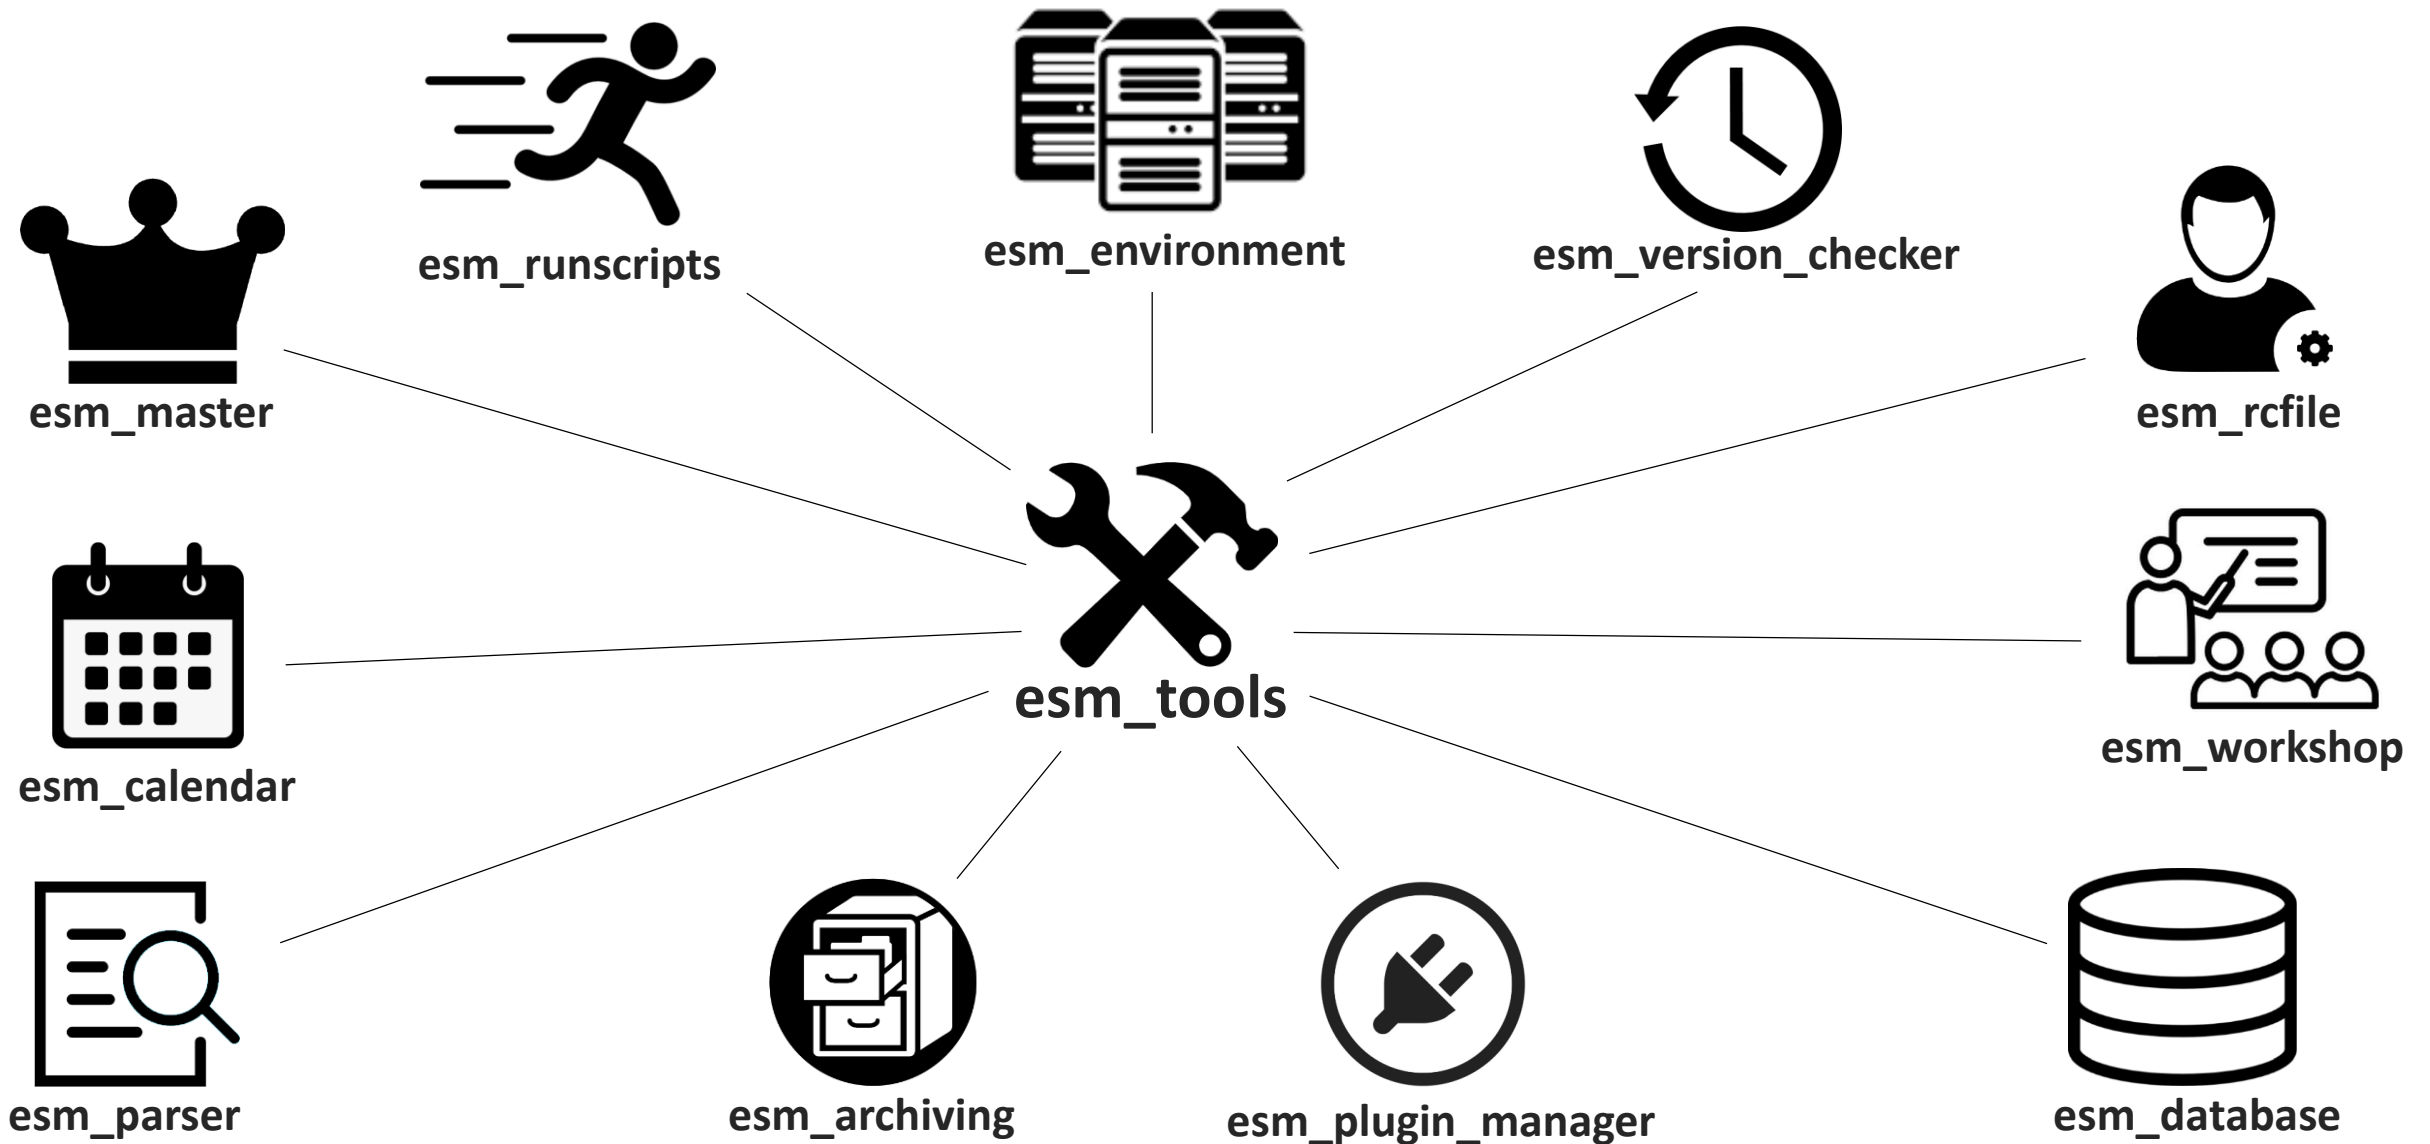 esm_runscripts
esm_environment
esm_version_checker
esm_master
esm_rcfile
esm_tools
esm_calendar
esm_workshop
esm_parser
esm_archiving
esm_plugin_manager
esm_database